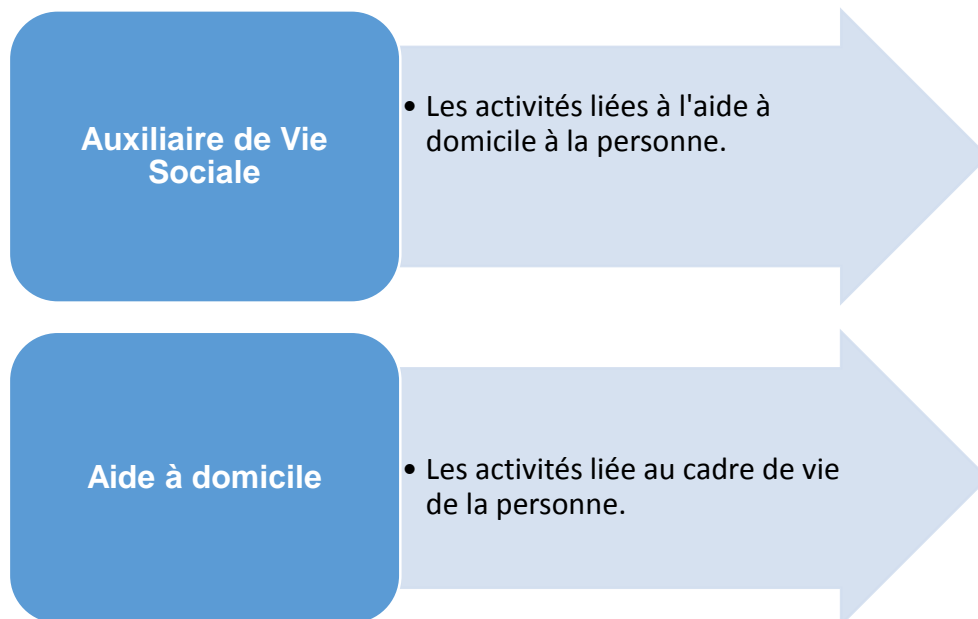 Auxiliaire de Vie
Sociale
• Les activités liées à l'aide à
domicile à la personne.
Aide à domicile
• Les activités liée au cadre de vie
de la personne.